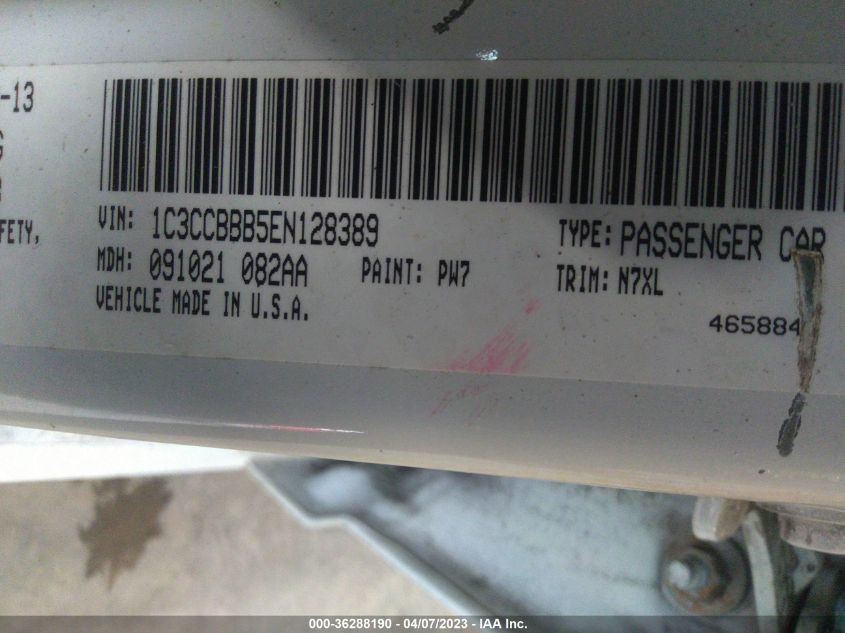 -13
G
FETY,
VIN: 1C3CCBBB5EN128389 TYPE: PASSENGER CAR
MDH: 091021 082AA PAINT: PW7 TRIM: N7XL
VEHICLE MADE IN U.S.A.
465884
000-36288190 - 04/07/2023 - IAA Inc.